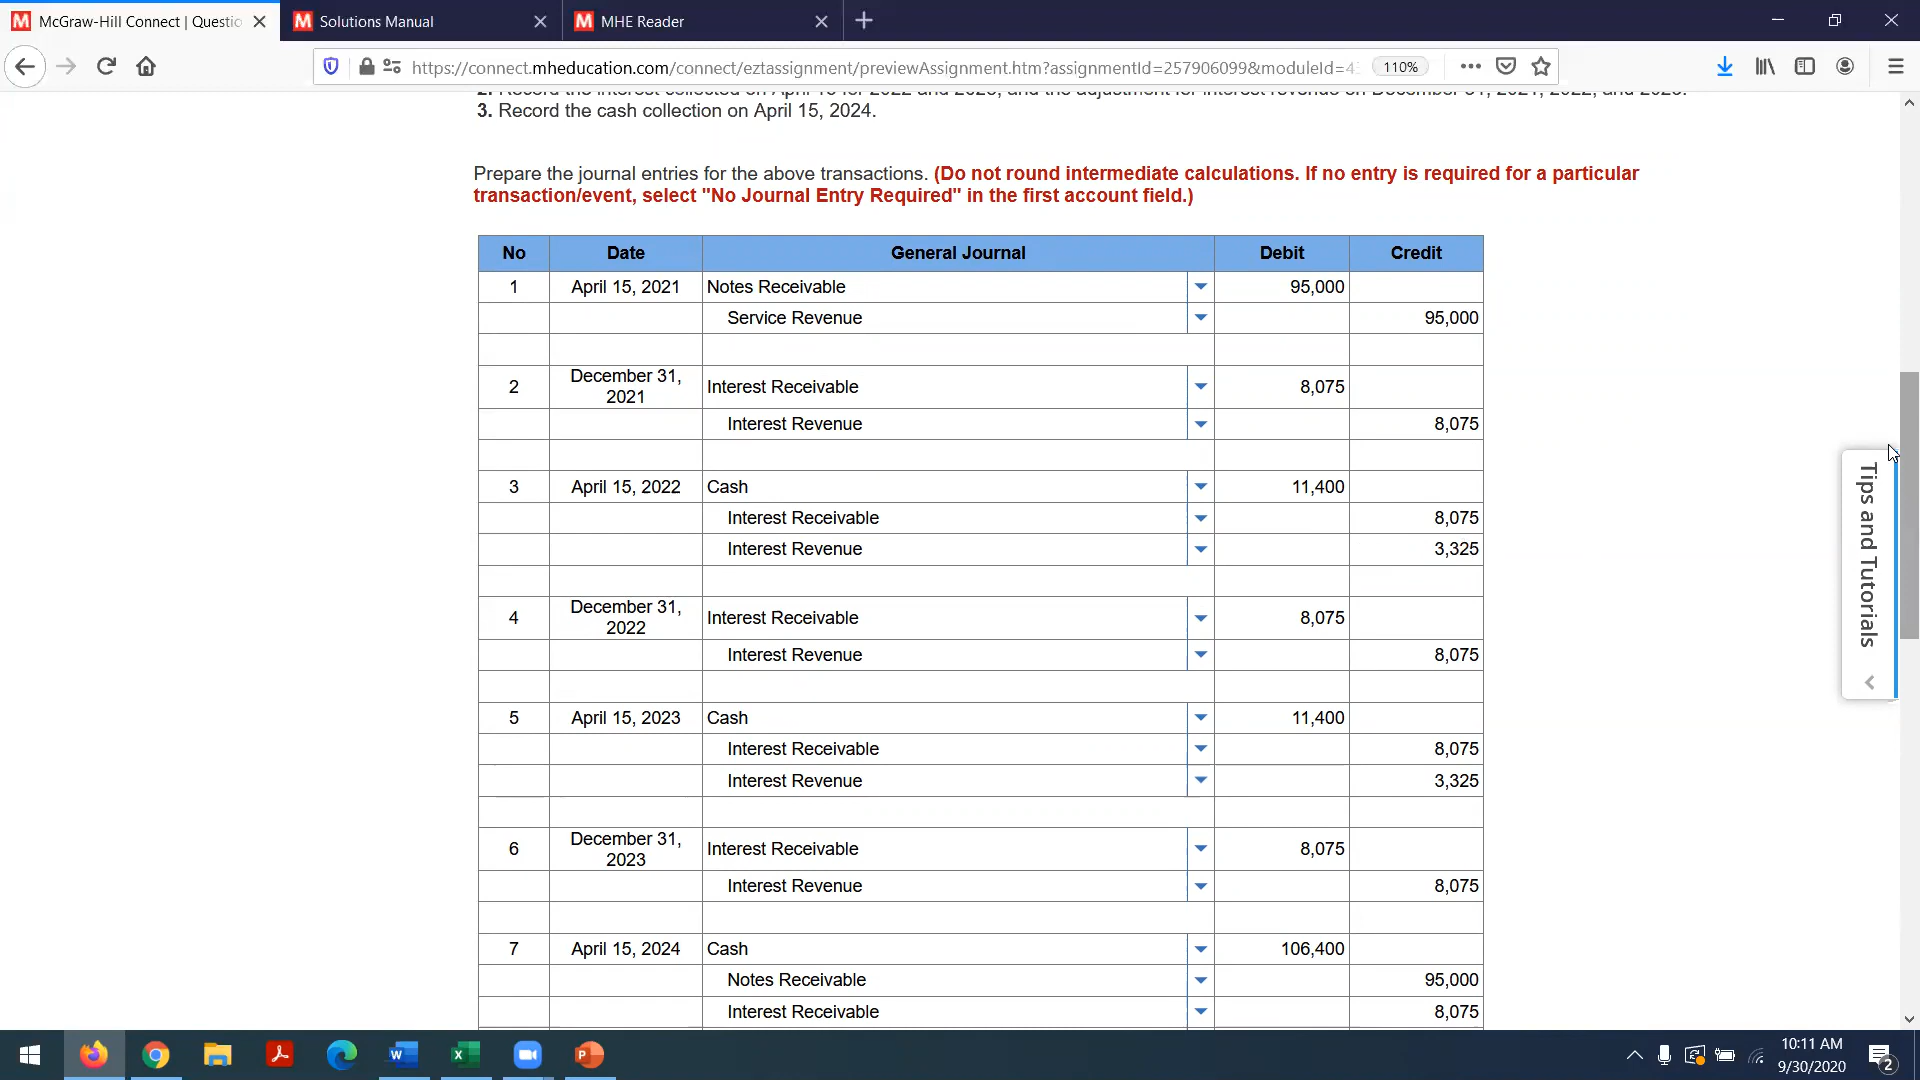 McGraw-Hill Connect | Questio
Solutions Manual
MHE Reader
https://connect.mheducation.com/connect/eztassignment/previewAssignment.htm?assignmentId=257906099&moduleId=4
110%
3. Record the cash collection on April 15, 2024.
Prepare the journal entries for the above transactions. (Do not round intermediate calculations. If no entry is required for a particular
transaction/event, select "No Journal Entry Required" in the first account field.)
No Date General Journal Debit Credit
1 April 15, 2021 Notes Receivable 95,000
Service Revenue 95,000
2 December 31, 2021 Interest Receivable 8,075
Interest Revenue 8,075
3 April 15, 2022 Cash 11,400
Interest Receivable 8,075
Interest Revenue 3,325
4 December 31, 2022 Interest Receivable 8,075
Interest Revenue 8,075
5 April 15, 2023 Cash 11,400
Interest Receivable 8,075
Interest Revenue 3,325
6 December 31, 2023 Interest Receivable 8,075
Interest Revenue 8,075
7 April 15, 2024 Cash 106,400
Notes Receivable 95,000
Interest Receivable 8,075
Tips and Tutorials
10:11 AM
9/30/2020
2